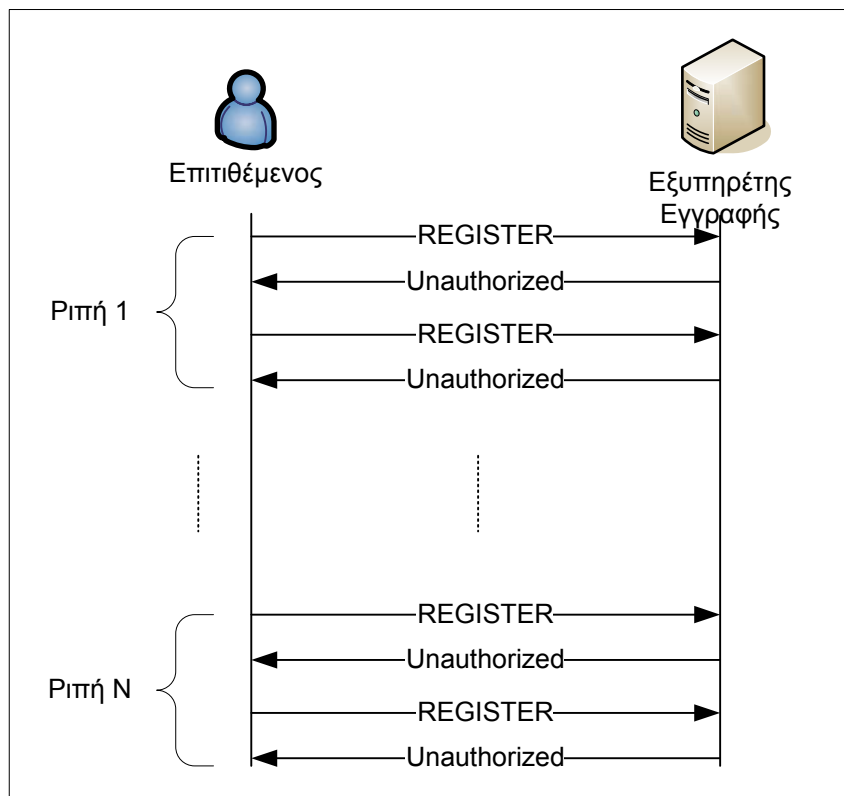 Επιτιθέμενος
Εξυπηρέτης
Εγγραφής
REGISTER
Unauthorized
Ριπή 1
REGISTER
Unauthorized
REGISTER
Unauthorized
Ριπή N
REGISTER
Unauthorized